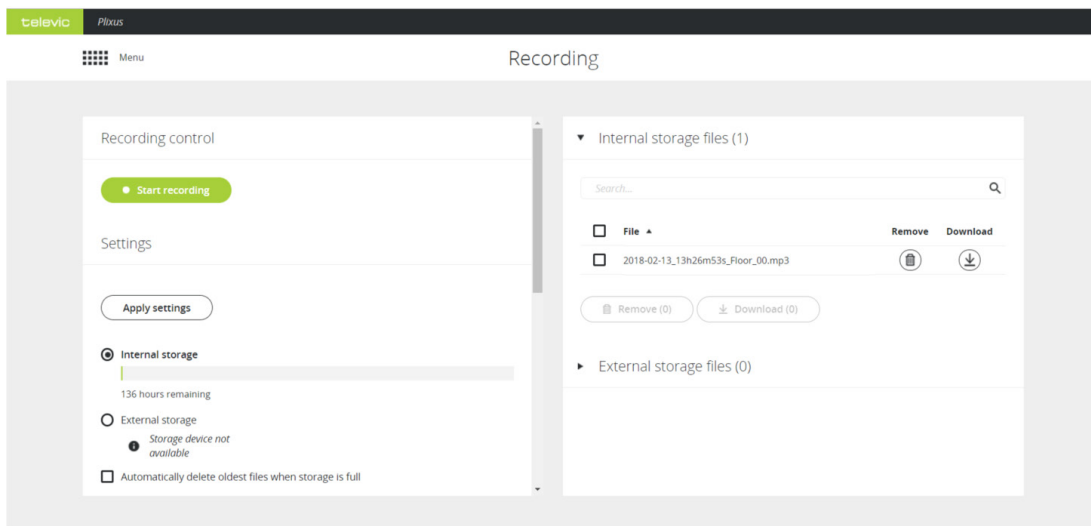 televic Plixus
Menu
Recording
Recording control
Start recording
Settings
Apply settings
Internal storage
136 hours remaining
External storage
Storage device not
available
Automatically delete oldest files when storage is full
Internal storage files (1)
Search...
File Remove Download
2018-02-13_13h26m53s_Floor_00.mp3
Remove (0) Download (0)
External storage files (0)